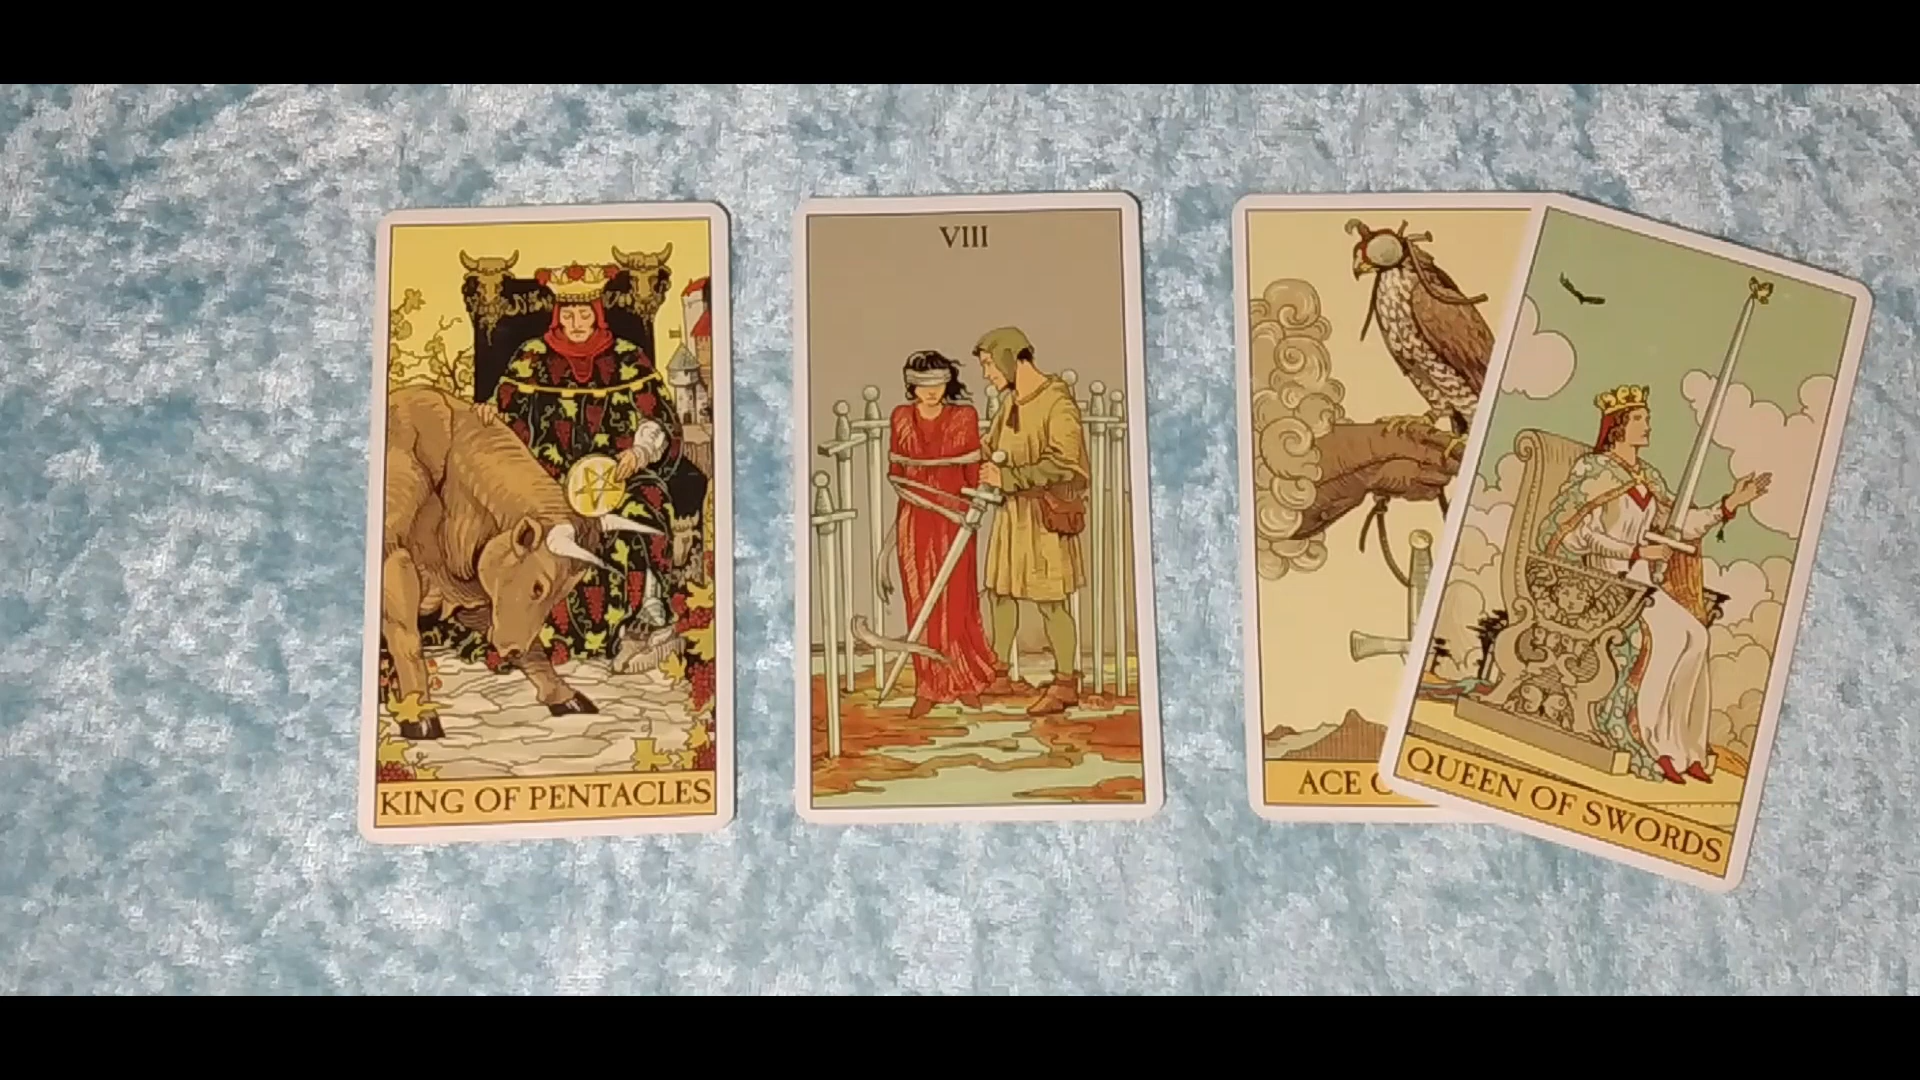 KING OF PENTACLES
VIII
ACE
QUEEN OF SWORDS